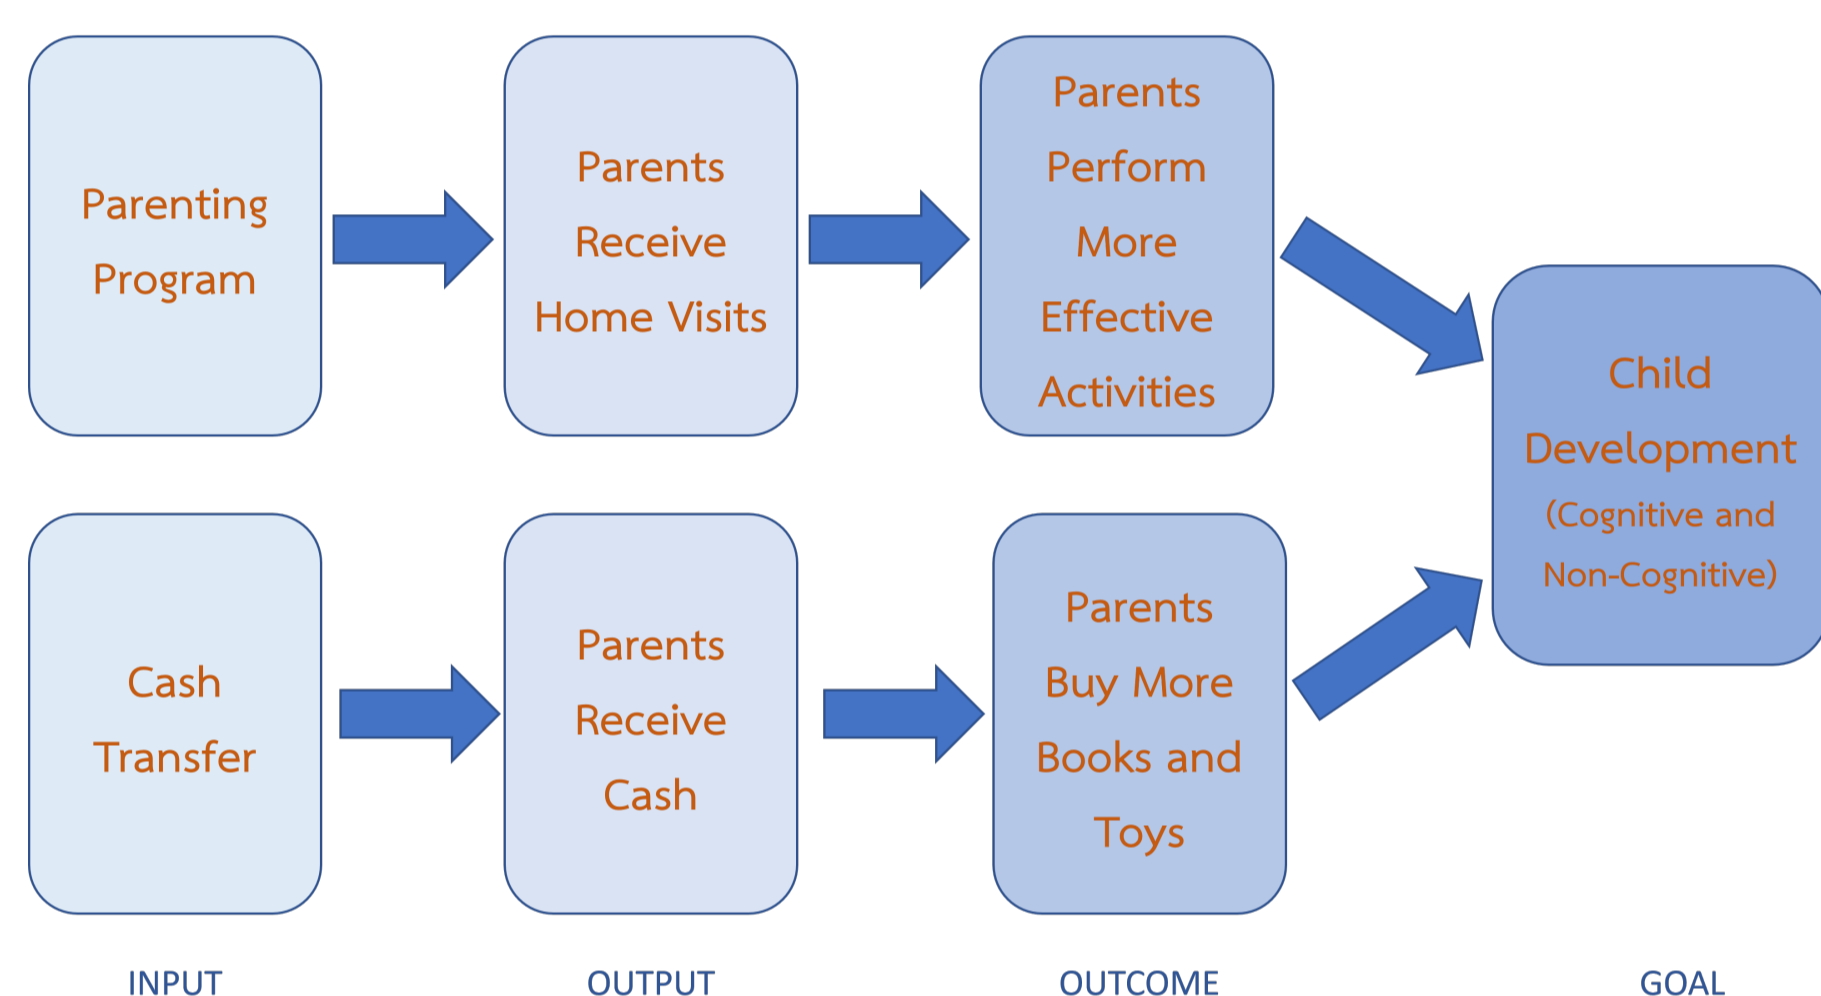 Parenting
Program
Parents
Receive
Home Visits
Parents
Perform
More
Effective
Activities
Child
Development
(Cognitive and
Non-Cognitive)
Cash
Transfer
Parents
Receive
Cash
Parents
Buy More
Books and
Toys
INPUT
OUTPUT
OUTCOME
GOAL